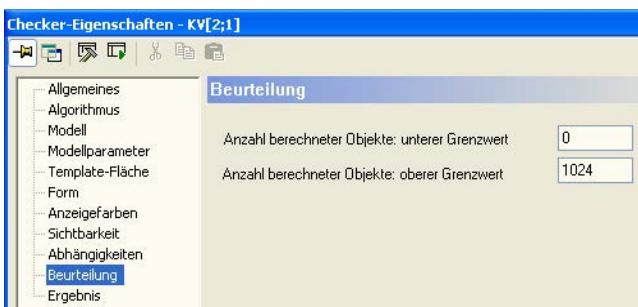 Checker-Eigenschaften - KV[2;1]
Allgemeines
Algorithmus
Modell
Modellparameter
Template-Fläche
Form
Anzeigefarben
Sichtbarkeit
Abhängigkeiten
Beurteilung
Ergebnis
Beurteilung
Anzahl berechneter Objekte: unterer Grenzwert 0
Anzahl berechneter Objekte: oberer Grenzwert 1024